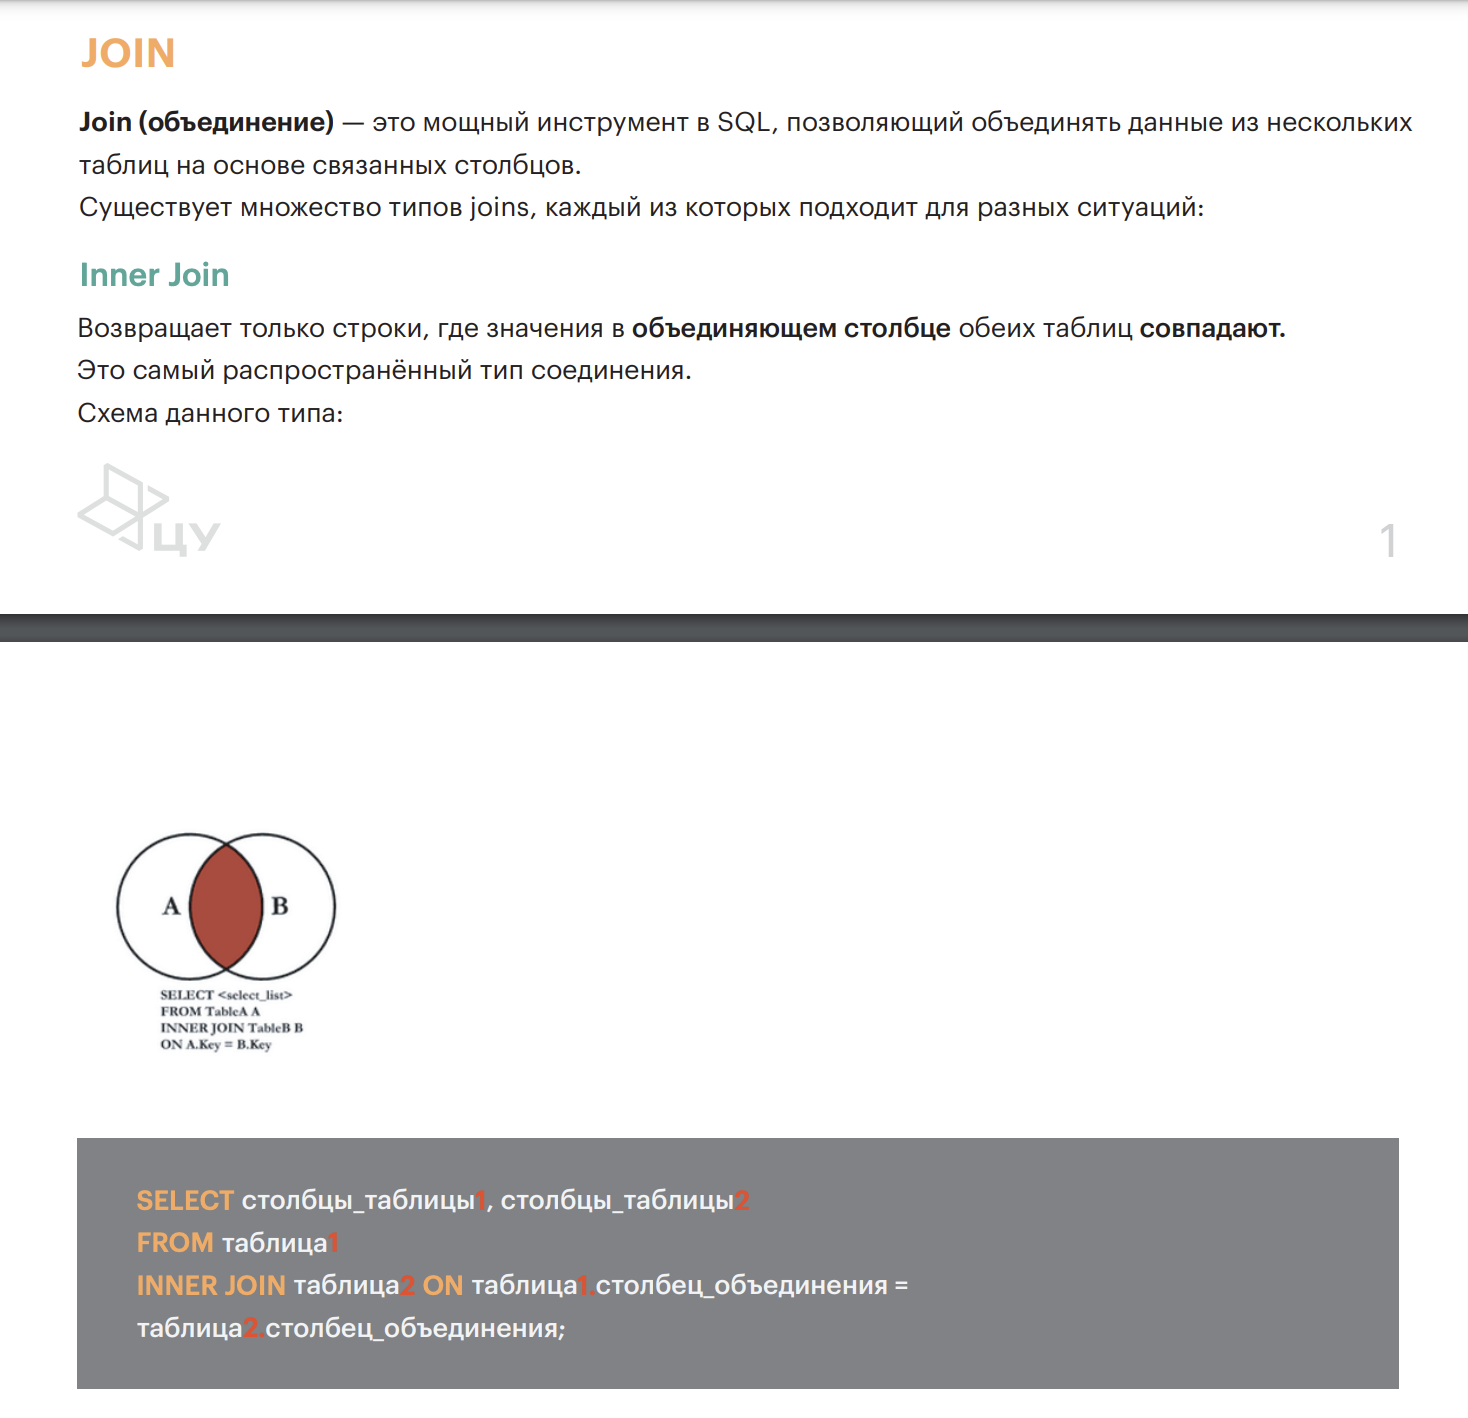 JOIN
Join (объединение) — это мощный инструмент в SQL, позволяющий объединять данные из нескольких
таблиц на основе связанных столбцов.
Существует множество типов joins, каждый из которых подходит для разных ситуаций:
Inner Join
Возвращает только строки, где значения в объединяющем столбце обеих таблиц совпадают.
Это самый распространённый тип соединения.
Схема данного типа:
ЦУ
1
A B
SELECT <select_list>
FROM TableA A
INNER JOIN TableB B
ON A.Key = B.Key
SELECT столбцы_таблицы1, столбцы_таблицы2
FROM таблица1
INNER JOIN таблица2 ON таблица1.столбец_объединения =
таблица2.столбец_объединения;